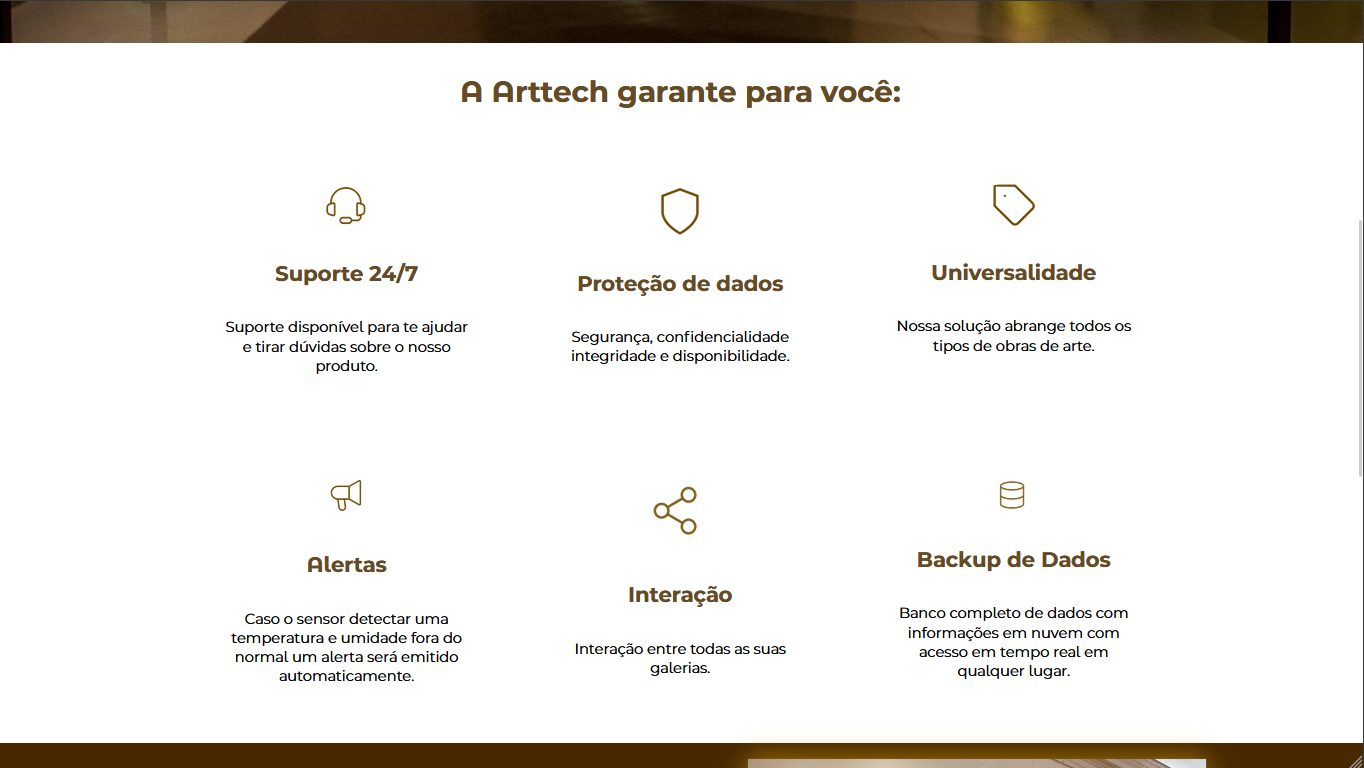 A Arttech garante para você:
Suporte 24/7
Suporte disponível para te ajudar
e tirar dúvidas sobre o nosso
produto.
Proteção de dados
Segurança, confidencialidade
integridade e disponibilidade.
Universalidade
Nossa solução abrange todos os
tipos de obras de arte.
Alertas
Caso o sensor detectar uma
temperatura e umidade fora do
normal um alerta será emitido
automaticamente.
Interação
Interação entre todas as suas
galerias.
Backup de Dados
Banco completo de dados com
informações em nuvem com
acesso em tempo real em
qualquer lugar.